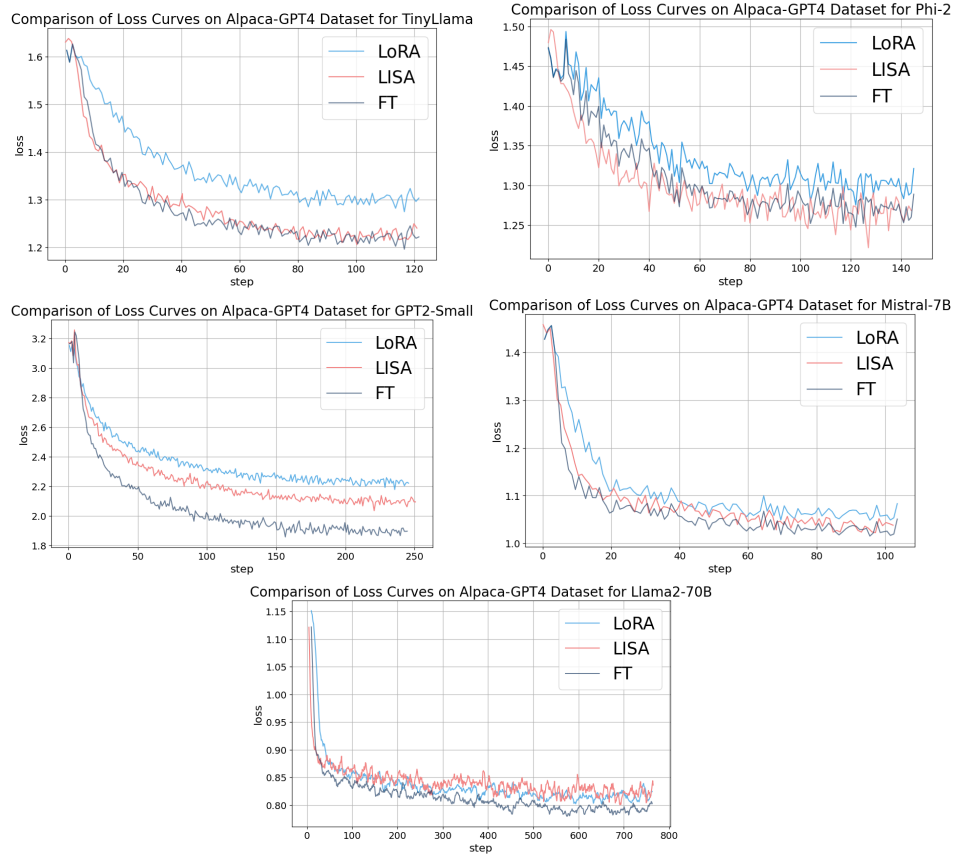 Comparison of Loss Curves on Alpaca-GPT4 Dataset for TinyLlama
LoRA
LISA
FT
1.6
1.5
1.4
1.3
1.2
loss
0 20 40 60 80 100 120
step
Comparison of Loss Curves on Alpaca-GPT4 Dataset for Phi-2
LoRA
LISA
FT
1.50
1.45
1.40
1.35
1.30
1.25
loss
0 20 40 60 80 100 120 140
step
Comparison of Loss Curves on Alpaca-GPT4 Dataset for GPT2-Small
LoRA
LISA
FT
3.2
3.0
2.8
2.6
2.4
2.2
2.0
1.8
loss
0 50 100 150 200 250
step
Comparison of Loss Curves on Alpaca-GPT4 Dataset for Mistral-7B
LoRA
LISA
FT
1.4
1.3
1.2
1.1
1.0
loss
0 20 40 60 80 100
step
Comparison of Loss Curves on Alpaca-GPT4 Dataset for Llama2-70B
LoRA
LISA
FT
1.15
1.10
1.05
1.00
0.95
0.90
0.85
0.80
loss
0 100 200 300 400 500 600 700 800
step